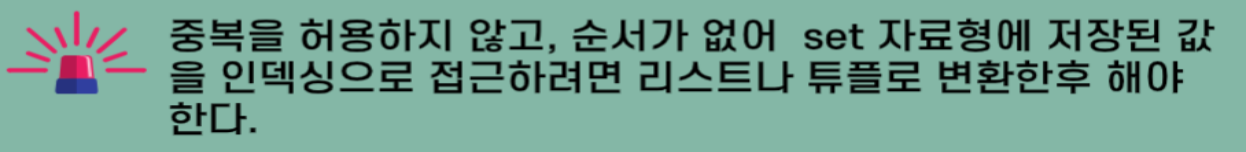 중복을 허용하지 않고, 순서가 없어 set 자료형에 저장된 값
을 인덱싱으로 접근하려면 리스트나 튜플로 변환한후 해야
한다.